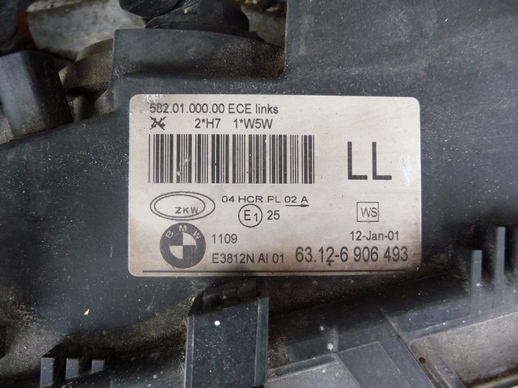 582.01.000.00 ECE links
2*H7 1*W5W
LL
ZKW
04 HCR PL 02 A
E1 25
WS
BMW
1109
12-Jan-01
E3812N AI 01 63.12-6 906 493